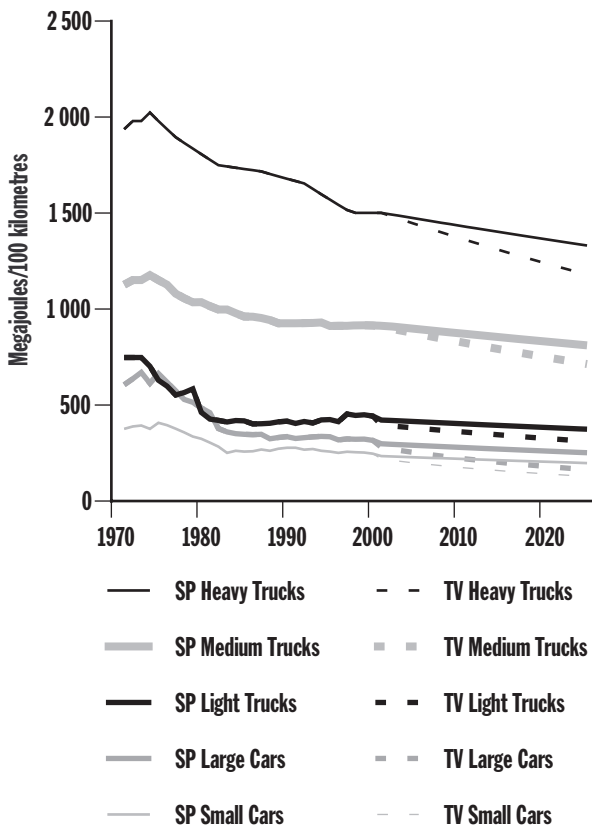 Megajoules/100 kilometres
2 500
2 000
1 500
1 000
500
0
1970 1980 1990 2000 2010 2020
SP Heavy Trucks TV Heavy Trucks
SP Medium Trucks TV Medium Trucks
SP Light Trucks TV Light Trucks
SP Large Cars TV Large Cars
SP Small Cars TV Small Cars